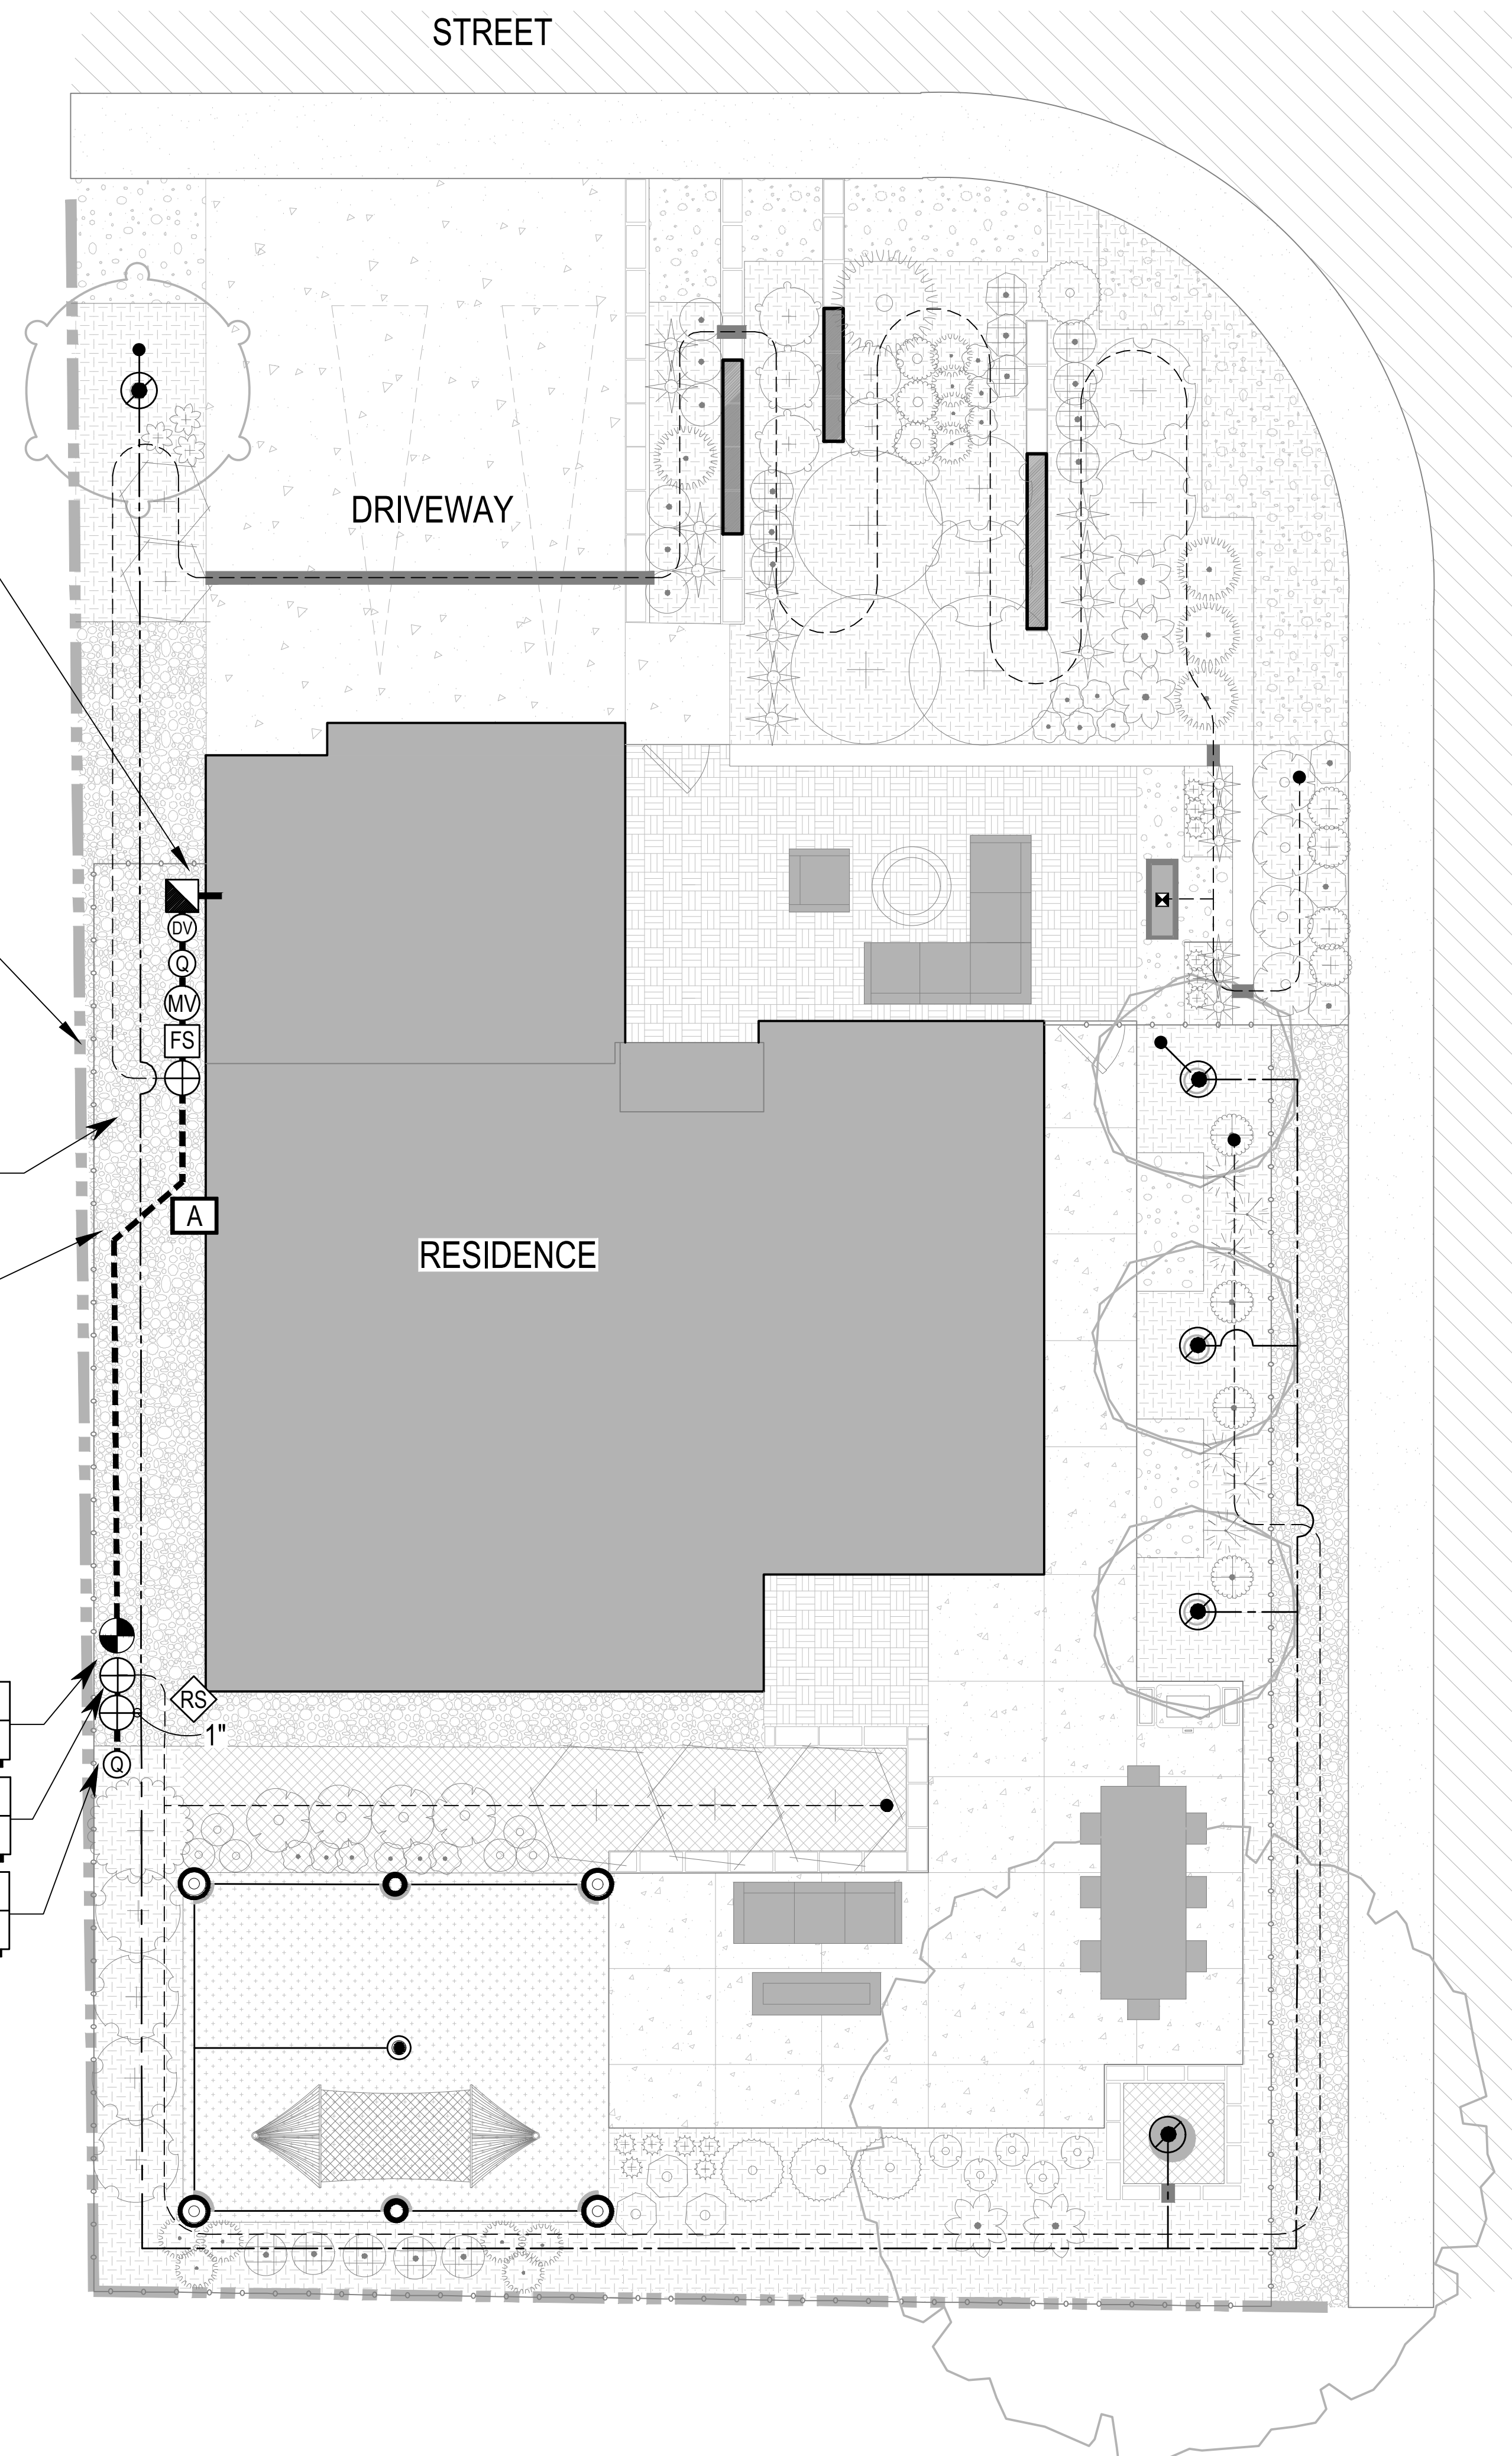 STREET
DRIVEWAY
DV
Q
MV
FS
A
RESIDENCE
RS
1"
Q